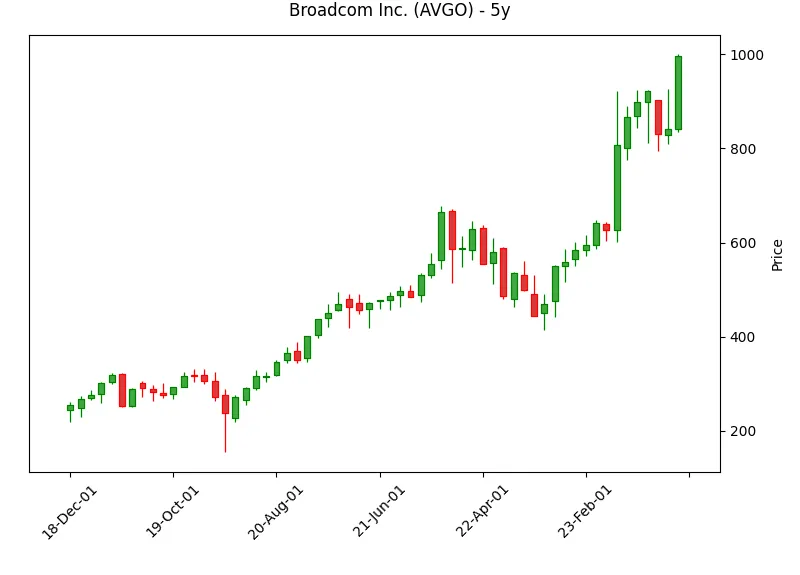 Broadcom Inc. (AVGO) - 5y
1000
800
600
400
200
Price
18-Dec-01
19-Oct-01
20-Aug-01
21-Jun-01
22-Apr-01
23-Feb-01